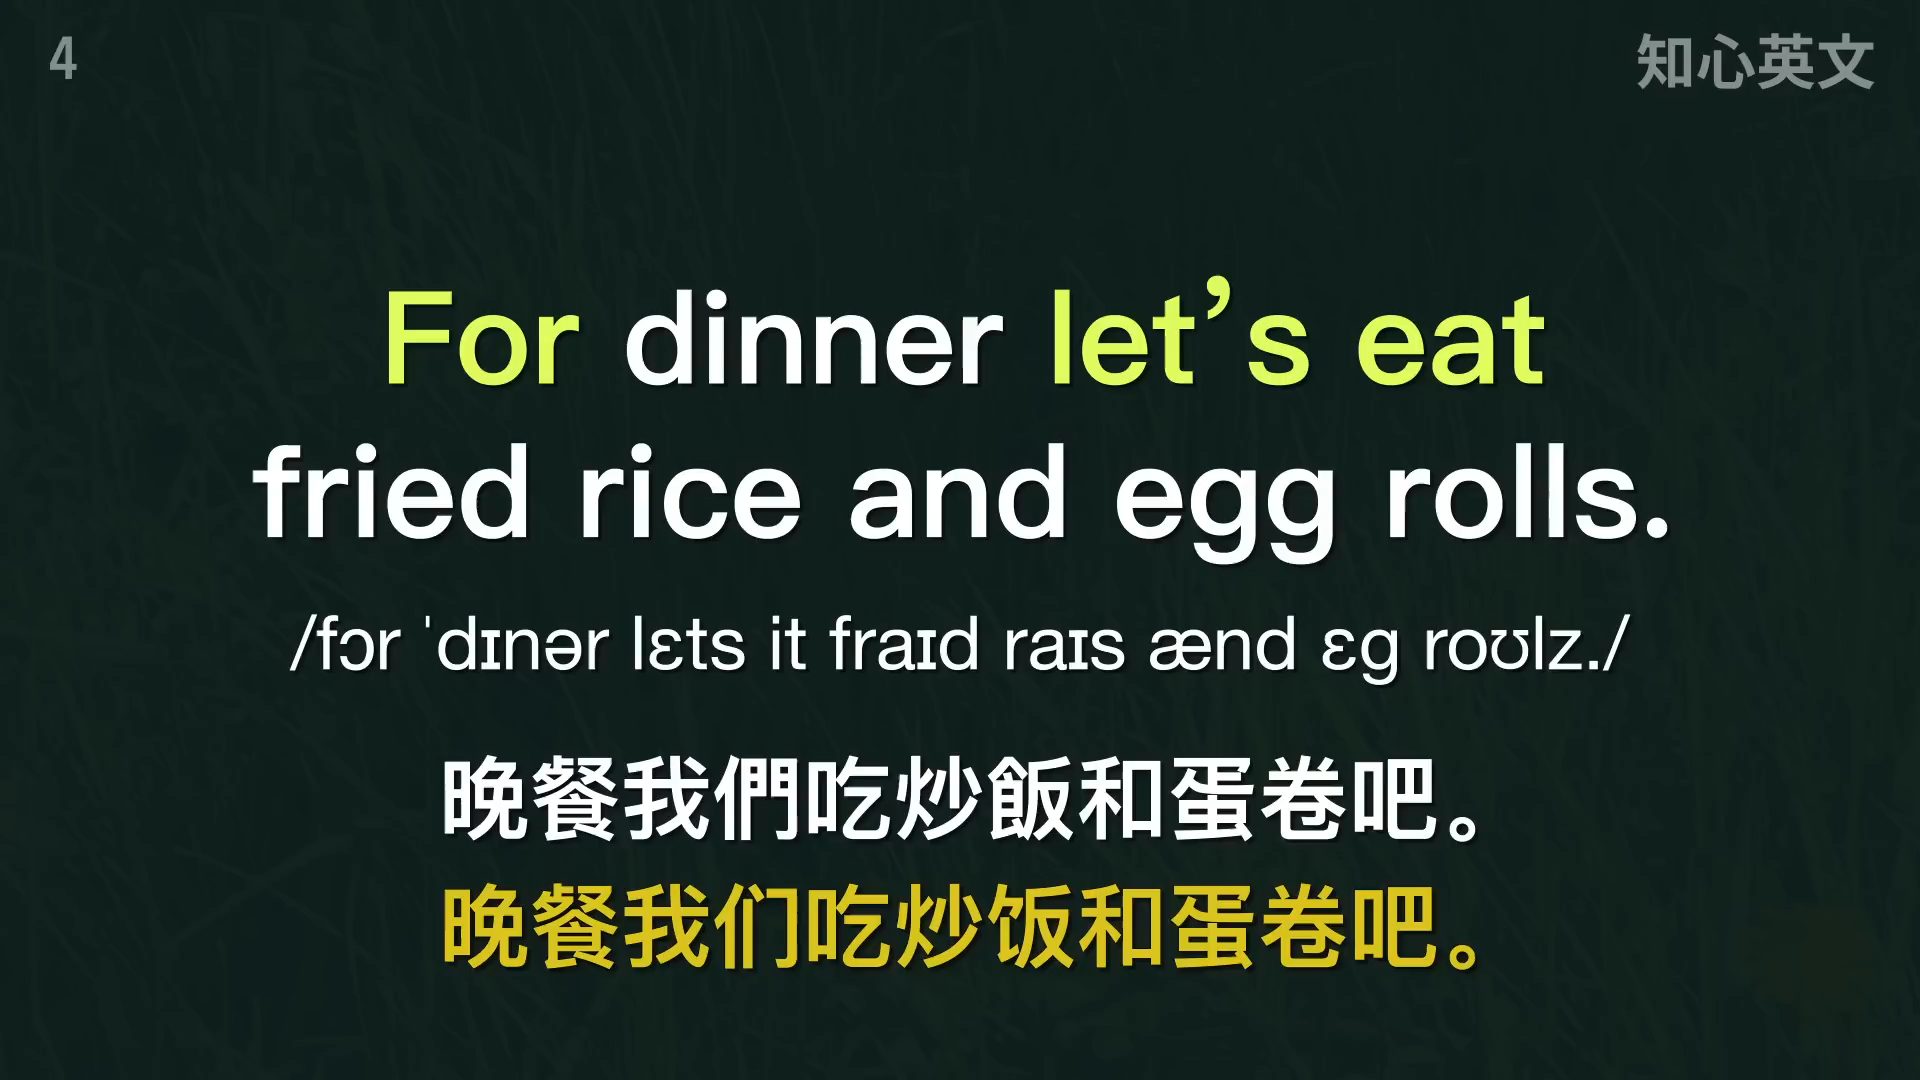 4
知心英文
For dinner let’s eat
fried rice and egg rolls.
/fɔr ˈdɪnər lɛts it fraɪd raɪs ænd ɛg roʊlz./
晚餐我們吃炒飯和蛋卷吧。
晚餐我们吃炒饭和蛋卷吧。